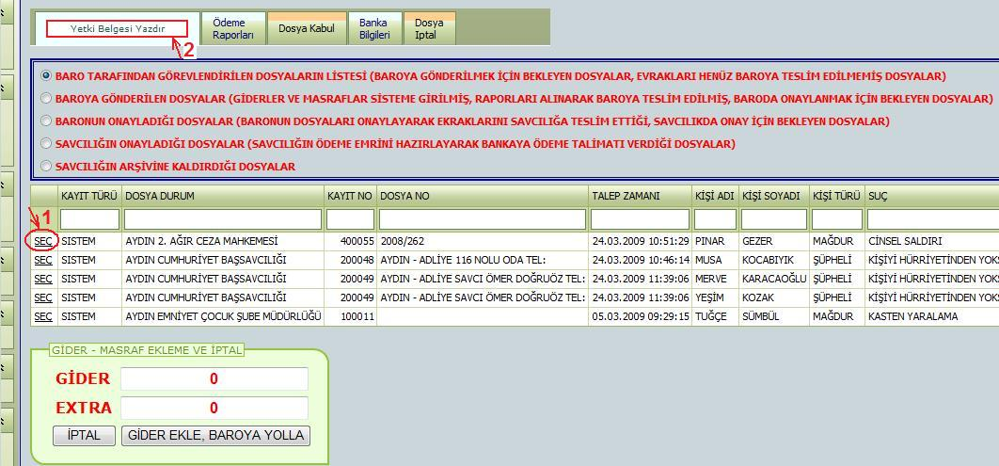 Yetki Belgesi Yazdır
2
Ödeme
Raporları
Dosya Kabul
Banka
Bilgileri
Dosya
Iptal
BARO TARAFINDAN GÖREVLENDİRİLEN DOSYALARIN LİSTESİ (BAROYA GÖNDERİLMEK İÇİN BEKLEYEN DOSYALAR, EVRAKLARI HENÜZ BAROYA TESLİM EDİLMEMİŞ DOSYALAR)
BAROYA GÖNDERİLEN DOSYALAR (GİDERLER VE MASRAFLAR SİSTEME GİRİLMİŞ, RAPORLARI ALINARAK BAROYA TESLİM EDİLMİŞ, BARODA ONAYLANMAK İÇİN BEKLEYEN DOSYALAR)
BARONUN ONAYLADIĞI DOSYALAR (BARONUN DOSYALARI ONAYLAYARAK EKRAKLARINI SAVCILIĞA TESLİM ETTİĞİ, SAVCILIKDA ONAY İÇİN BEKLEYEN DOSYALAR)
SAVCILIĞIN ONAYLADIĞI DOSYALAR (SAVCILIĞIN ÖDEME EMRİNİ HAZIRLAYARAK BANKAYA ÖDEME TALİMATI VERDİĞİ DOSYALAR)
SAVCILIĞIN ARŞİVİNE KALDIRDIĞI DOSYALAR
KAYIT TÜRÜ DOSYA DURUM KAYIT NO DOSYA NO TALEP ZAMANI KİŞİ ADI KİŞİ SOYADI KİŞİ TÜRÜ SUÇ
1
SEÇ SISTEM AYDIN 2. AĞIR CEZA MAHKEMESİ 400055 2008/262 24.03.2009 10:51:29 PINAR GEZER MAĞDUR CİNSEL SALDIRI
SEÇ SISTEM AYDIN CUMHURİYET BAŞSAVCILIĞI 200048 AYDIN - ADLİYE 116 NOLU ODA TEL: 24.03.2009 10:46:14 MUSA KOCABIYIK ŞÜPHELİ KİŞİYİ HÜRRİYETİNDEN YOKS
SEÇ SISTEM AYDIN CUMHURİYET BAŞSAVCILIĞI 200049 AYDIN - ADLİYE SAVCI ÖMER DOĞRUÖZ TEL: 24.03.2009 11:39:06 MERVE KARACAOĞLU ŞÜPHELİ KİŞİYİ HÜRRİYETİNDEN YOKS
SEÇ SISTEM AYDIN CUMHURİYET BAŞSAVCILIĞI 200049 AYDIN - ADLİYE SAVCI ÖMER DOĞRUÖZ TEL: 24.03.2009 11:39:06 YEŞİM KOZAK ŞÜPHELİ KİŞİYİ HÜRRİYETİNDEN YOKS
SEÇ SISTEM AYDIN EMNİYET ÇOCUK ŞUBE MÜDÜRLÜĞÜ 100011 05.03.2009 09:29:15 TUĞÇE SÜMBÜL MAĞDUR KASTEN YARALAMA
GİDER - MASRAF EKLEME VE İPTAL
GİDER 0
EXTRA 0
İPTAL GİDER EKLE, BAROYA YOLLA